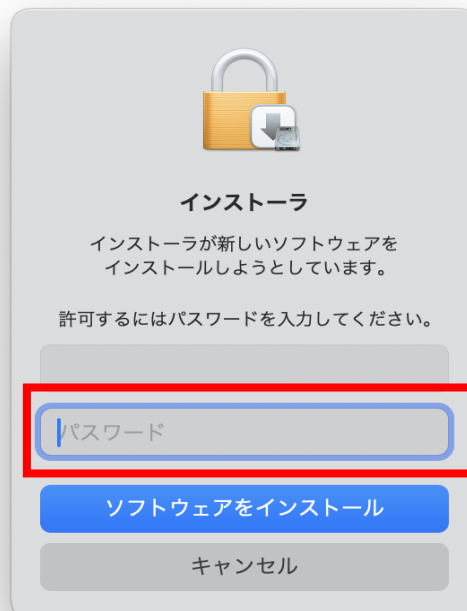 インストーラ
インストーラが新しいソフトウェアを
インストールしようとしています。
許可するにはパスワードを入力してください。
パスワード
ソフトウェアをインストール
キャンセル